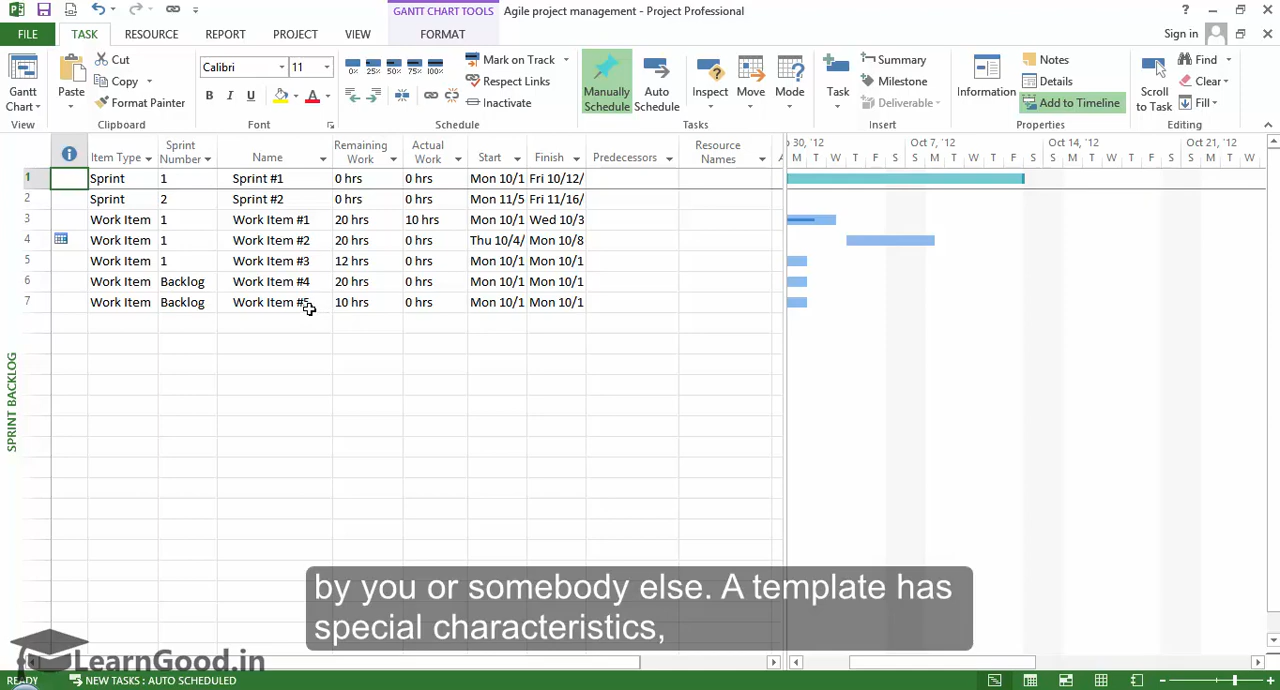 GANTT CHART TOOLS
Agile project management - Project Professional
FILE TASK RESOURCE REPORT PROJECT VIEW FORMAT Sign in
Gantt Chart
View
Paste
Cut
Copy
Format Painter
Clipboard
Calibri 11
B I U A
Font
0% 25% 50% 75% 100%
Mark on Track
Respect Links
Inactivate
Schedule
Manually Schedule
Auto Schedule
Inspect
Move
Mode
Tasks
Task
Summary
Milestone
Deliverable
Insert
Information
Notes
Details
Add to Timeline
Properties
Scroll to Task
Find
Clear
Fill
Editing
Item Type Sprint Number Name Remaining Work Actual Work Start Finish Predecessors Resource Names
30, '12 Oct 7, '12 Oct 14, '12 Oct 21, '12
M T W T F S S M T W T F S S M T W T F S S M T W
1 Sprint 1 Sprint #1 0 hrs 0 hrs Mon 10/1 Fri 10/12/
2 Sprint 2 Sprint #2 0 hrs 0 hrs Mon 11/5 Fri 11/16/
3 Work Item 1 Work Item #1 20 hrs 10 hrs Mon 10/1 Wed 10/3
4 Work Item 1 Work Item #2 20 hrs 0 hrs Thu 10/4/ Mon 10/8
5 Work Item 1 Work Item #3 12 hrs 0 hrs Mon 10/1 Mon 10/1
6 Work Item Backlog Work Item #4 20 hrs 0 hrs Mon 10/1 Mon 10/1
7 Work Item Backlog Work Item #5 10 hrs 0 hrs Mon 10/1 Mon 10/1
SPRINT BACKLOG
by you or somebody else. A template has
special characteristics,
LearnGood.in
READY NEW TASKS : AUTO SCHEDULED